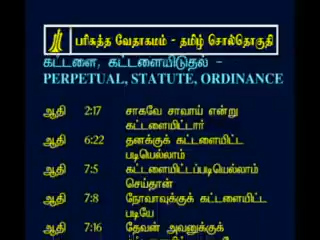 பரிசுத்த வேதாகமம் - தமிழ் சொல்தொகுதி
கட்டளை, கட்டளையிடுதல் -
PERPETUAL, STATUTE, ORDINANCE
ஆதி 2:17 சாகவே சாவாய் என்று
கட்டளையிட்டார்
ஆதி 6:22 தனக்குக் கட்டளையிட்ட
படியெல்லாம்
ஆதி 7:5 கட்டளையிட்டப்படியெல்லாம்
செய்தான்
ஆதி 7:8 நோவாவுக்குக் கட்டளையிட்ட
படியே
ஆதி 7:16 தேவன் அவனுக்குக்